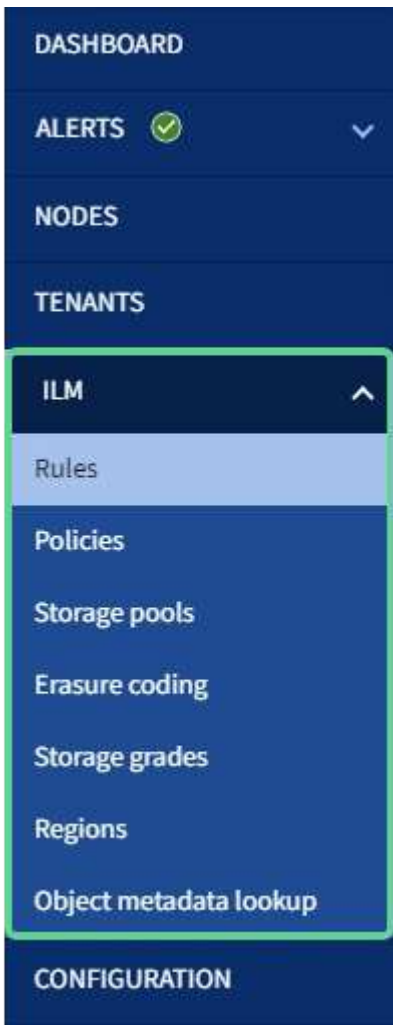 DASHBOARD
ALERTS
NODES
TENANTS
ILM
Rules
Policies
Storage pools
Erasure coding
Storage grades
Regions
Object metadata lookup
CONFIGURATION